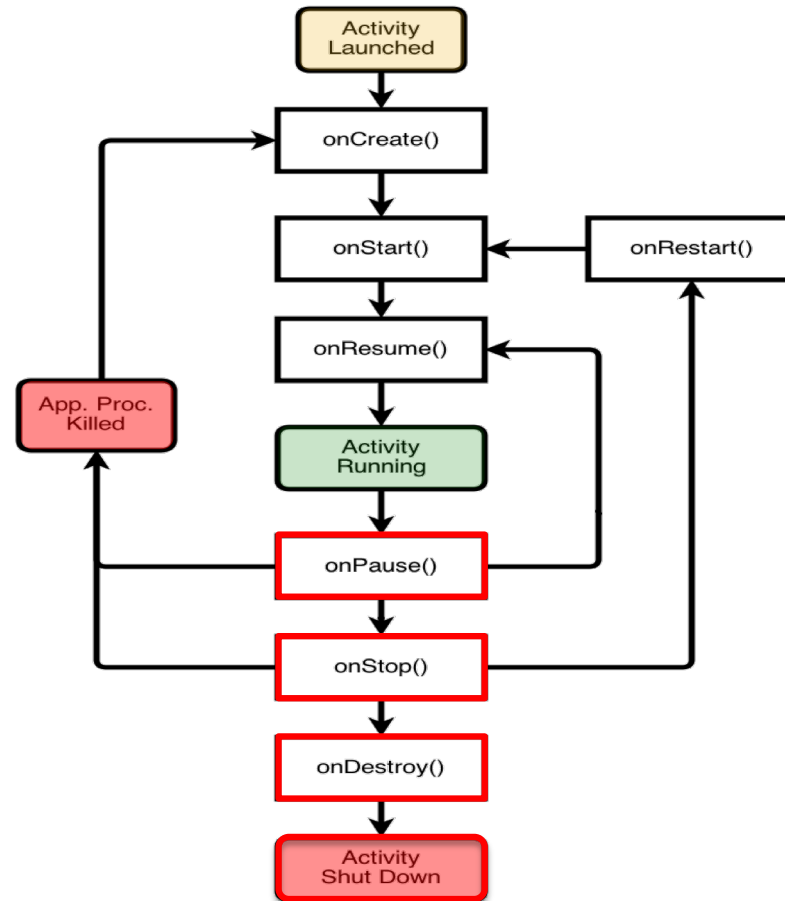 Activity
Launched
onCreate()
onStart()
onRestart()
onResume()
App. Proc.
Killed
Activity
Running
onPause()
onStop()
onDestroy()
Activity
Shut Down